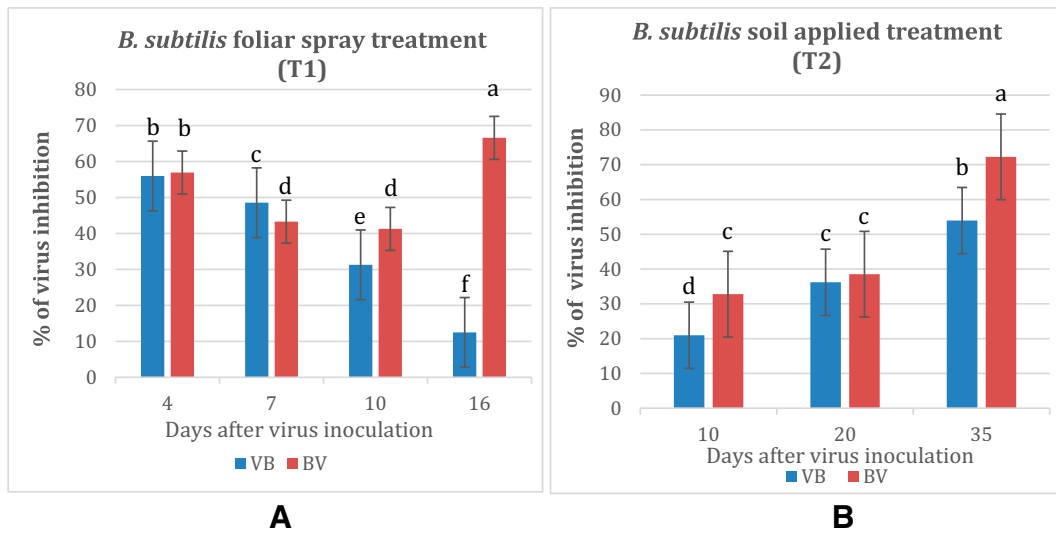 B. subtilis foliar spray treatment
(T1)
% of virus inhibition
80
70
60
50
40
30
20
10
0
b b c d e d f a
4 7 10 16
Days after virus inoculation
VB BV
A
B. subtilis soil applied treatment
(T2)
% of virus inhibition
90
80
70
60
50
40
30
20
10
0
d c c c b a
10 20 35
Days after virus inoculation
VB BV
B